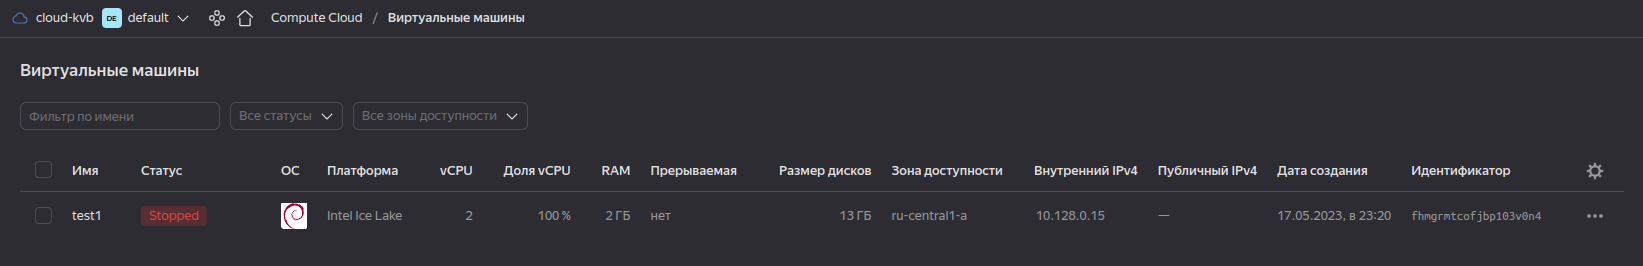 cloud-kvb DE default Compute Cloud / Виртуальные машины
Виртуальные машины
Фильтр по имени Все статусы Все зоны доступности
Имя Статус ОС Платформа vCPU Доля vCPU RAM Прерываемая Размер дисков Зона доступности Внутренний IPv4 Публичный IPv4 Дата создания Идентификатор
test1 Stopped Intel Ice Lake 2 100 % 2 ГБ нет 13 ГБ ru-central1-a 10.128.0.15 — 17.05.2023, в 23:20 fhmgrmtcofjbp103v0n4